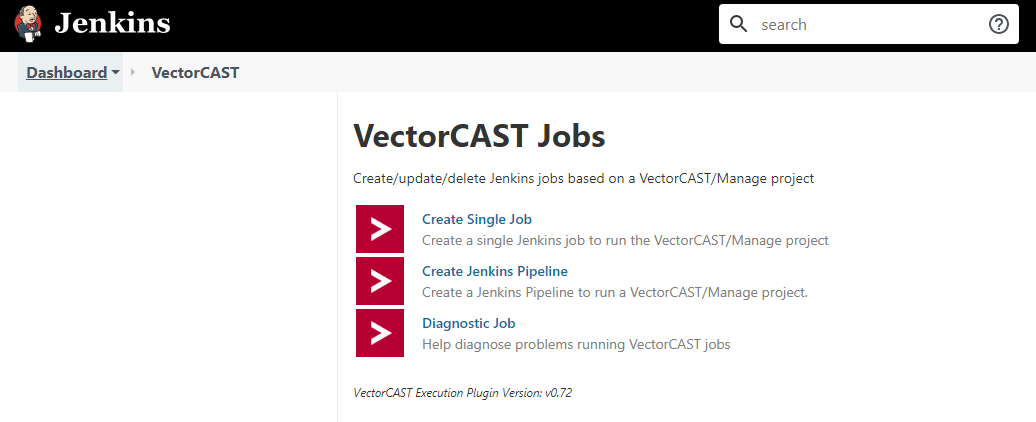 Jenkins
search
Dashboard
VectorCAST
VectorCAST Jobs
Create/update/delete Jenkins jobs based on a VectorCAST/Manage project
Create Single Job
Create a single Jenkins job to run the VectorCAST/Manage project
Create Jenkins Pipeline
Create a Jenkins Pipeline to run a VectorCAST/Manage project.
Diagnostic Job
Help diagnose problems running VectorCAST jobs
VectorCAST Execution Plugin Version: v0.72